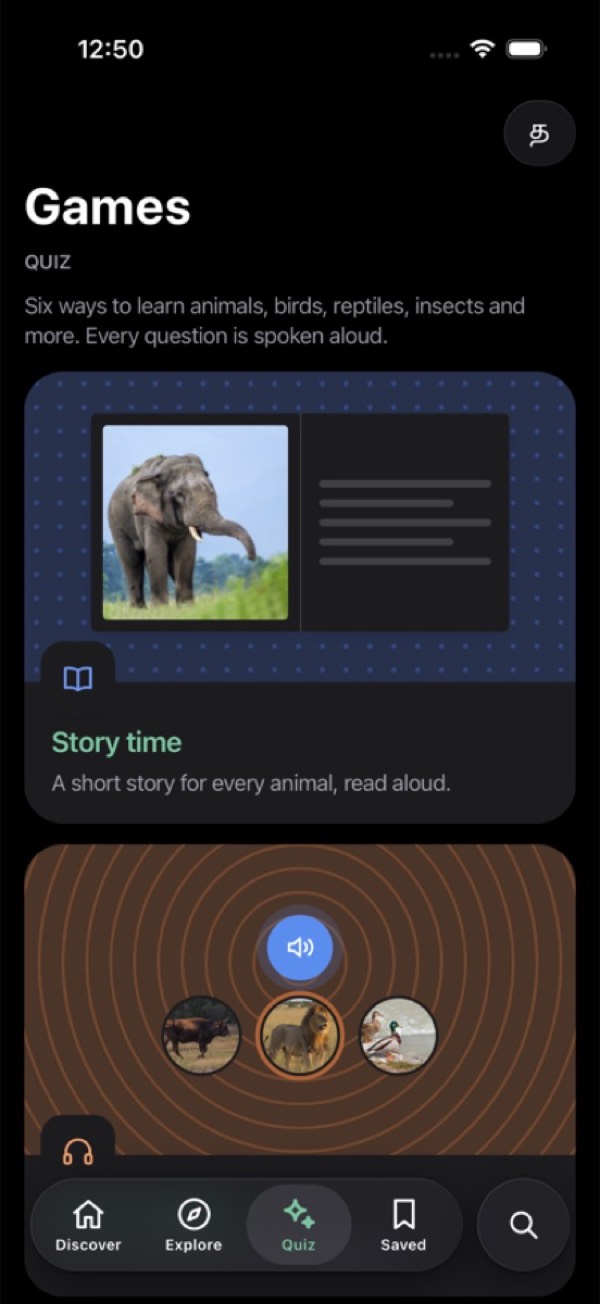 12:50
த
Games
QUIZ
Six ways to learn animals, birds, reptiles, insects and
more. Every question is spoken aloud.
Story time
A short story for every animal, read aloud.
Discover
Explore
Quiz
Saved